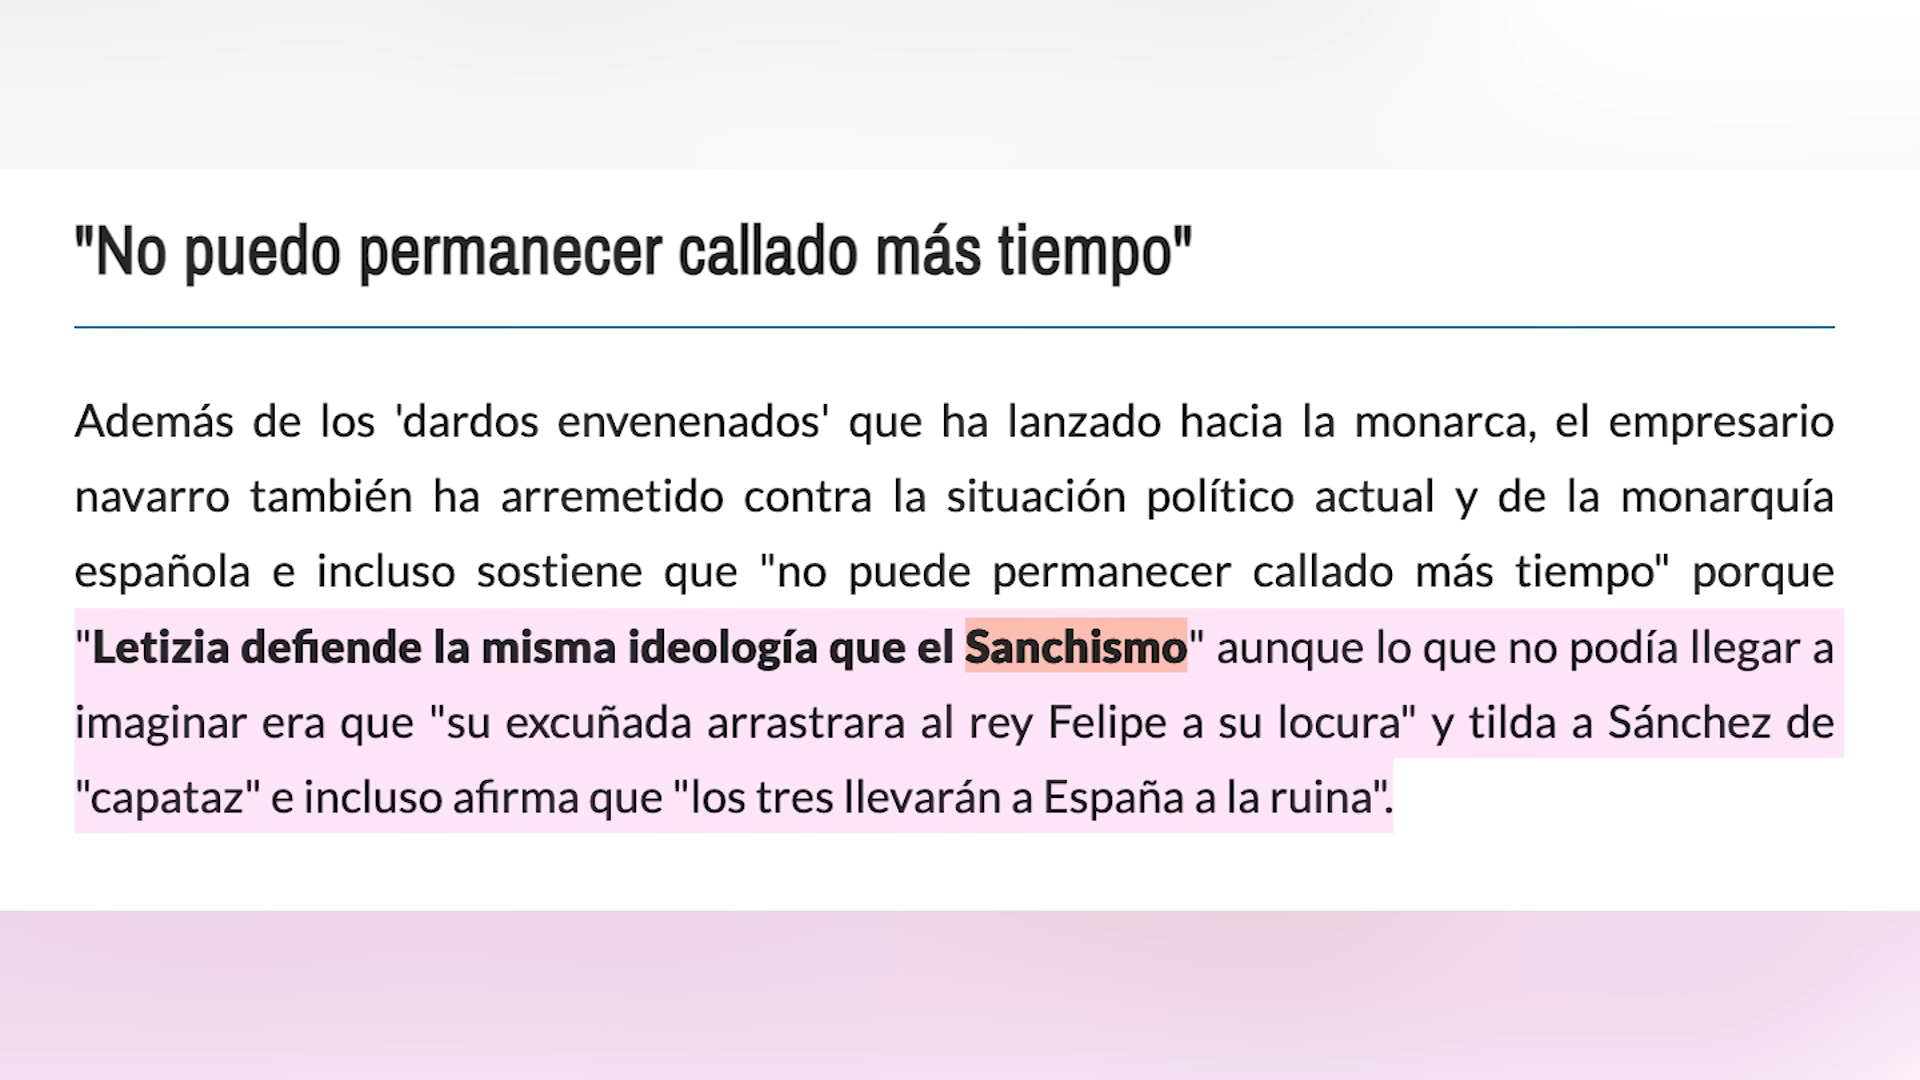 "No puedo permanecer callado más tiempo"
Además de los 'dardos envenenados' que ha lanzado hacia la monarca, el empresario
navarro también ha arremetido contra la situación político actual y de la monarquía
española e incluso sostiene que "no puede permanecer callado más tiempo" porque
"Letizia defiende la misma ideología que el Sanchismo" aunque lo que no podía llegar a
imaginar era que "su excuñada arrastrara al rey Felipe a su locura" y tilda a Sánchez de
"capataz" e incluso afirma que "los tres llevarán a España a la ruina".